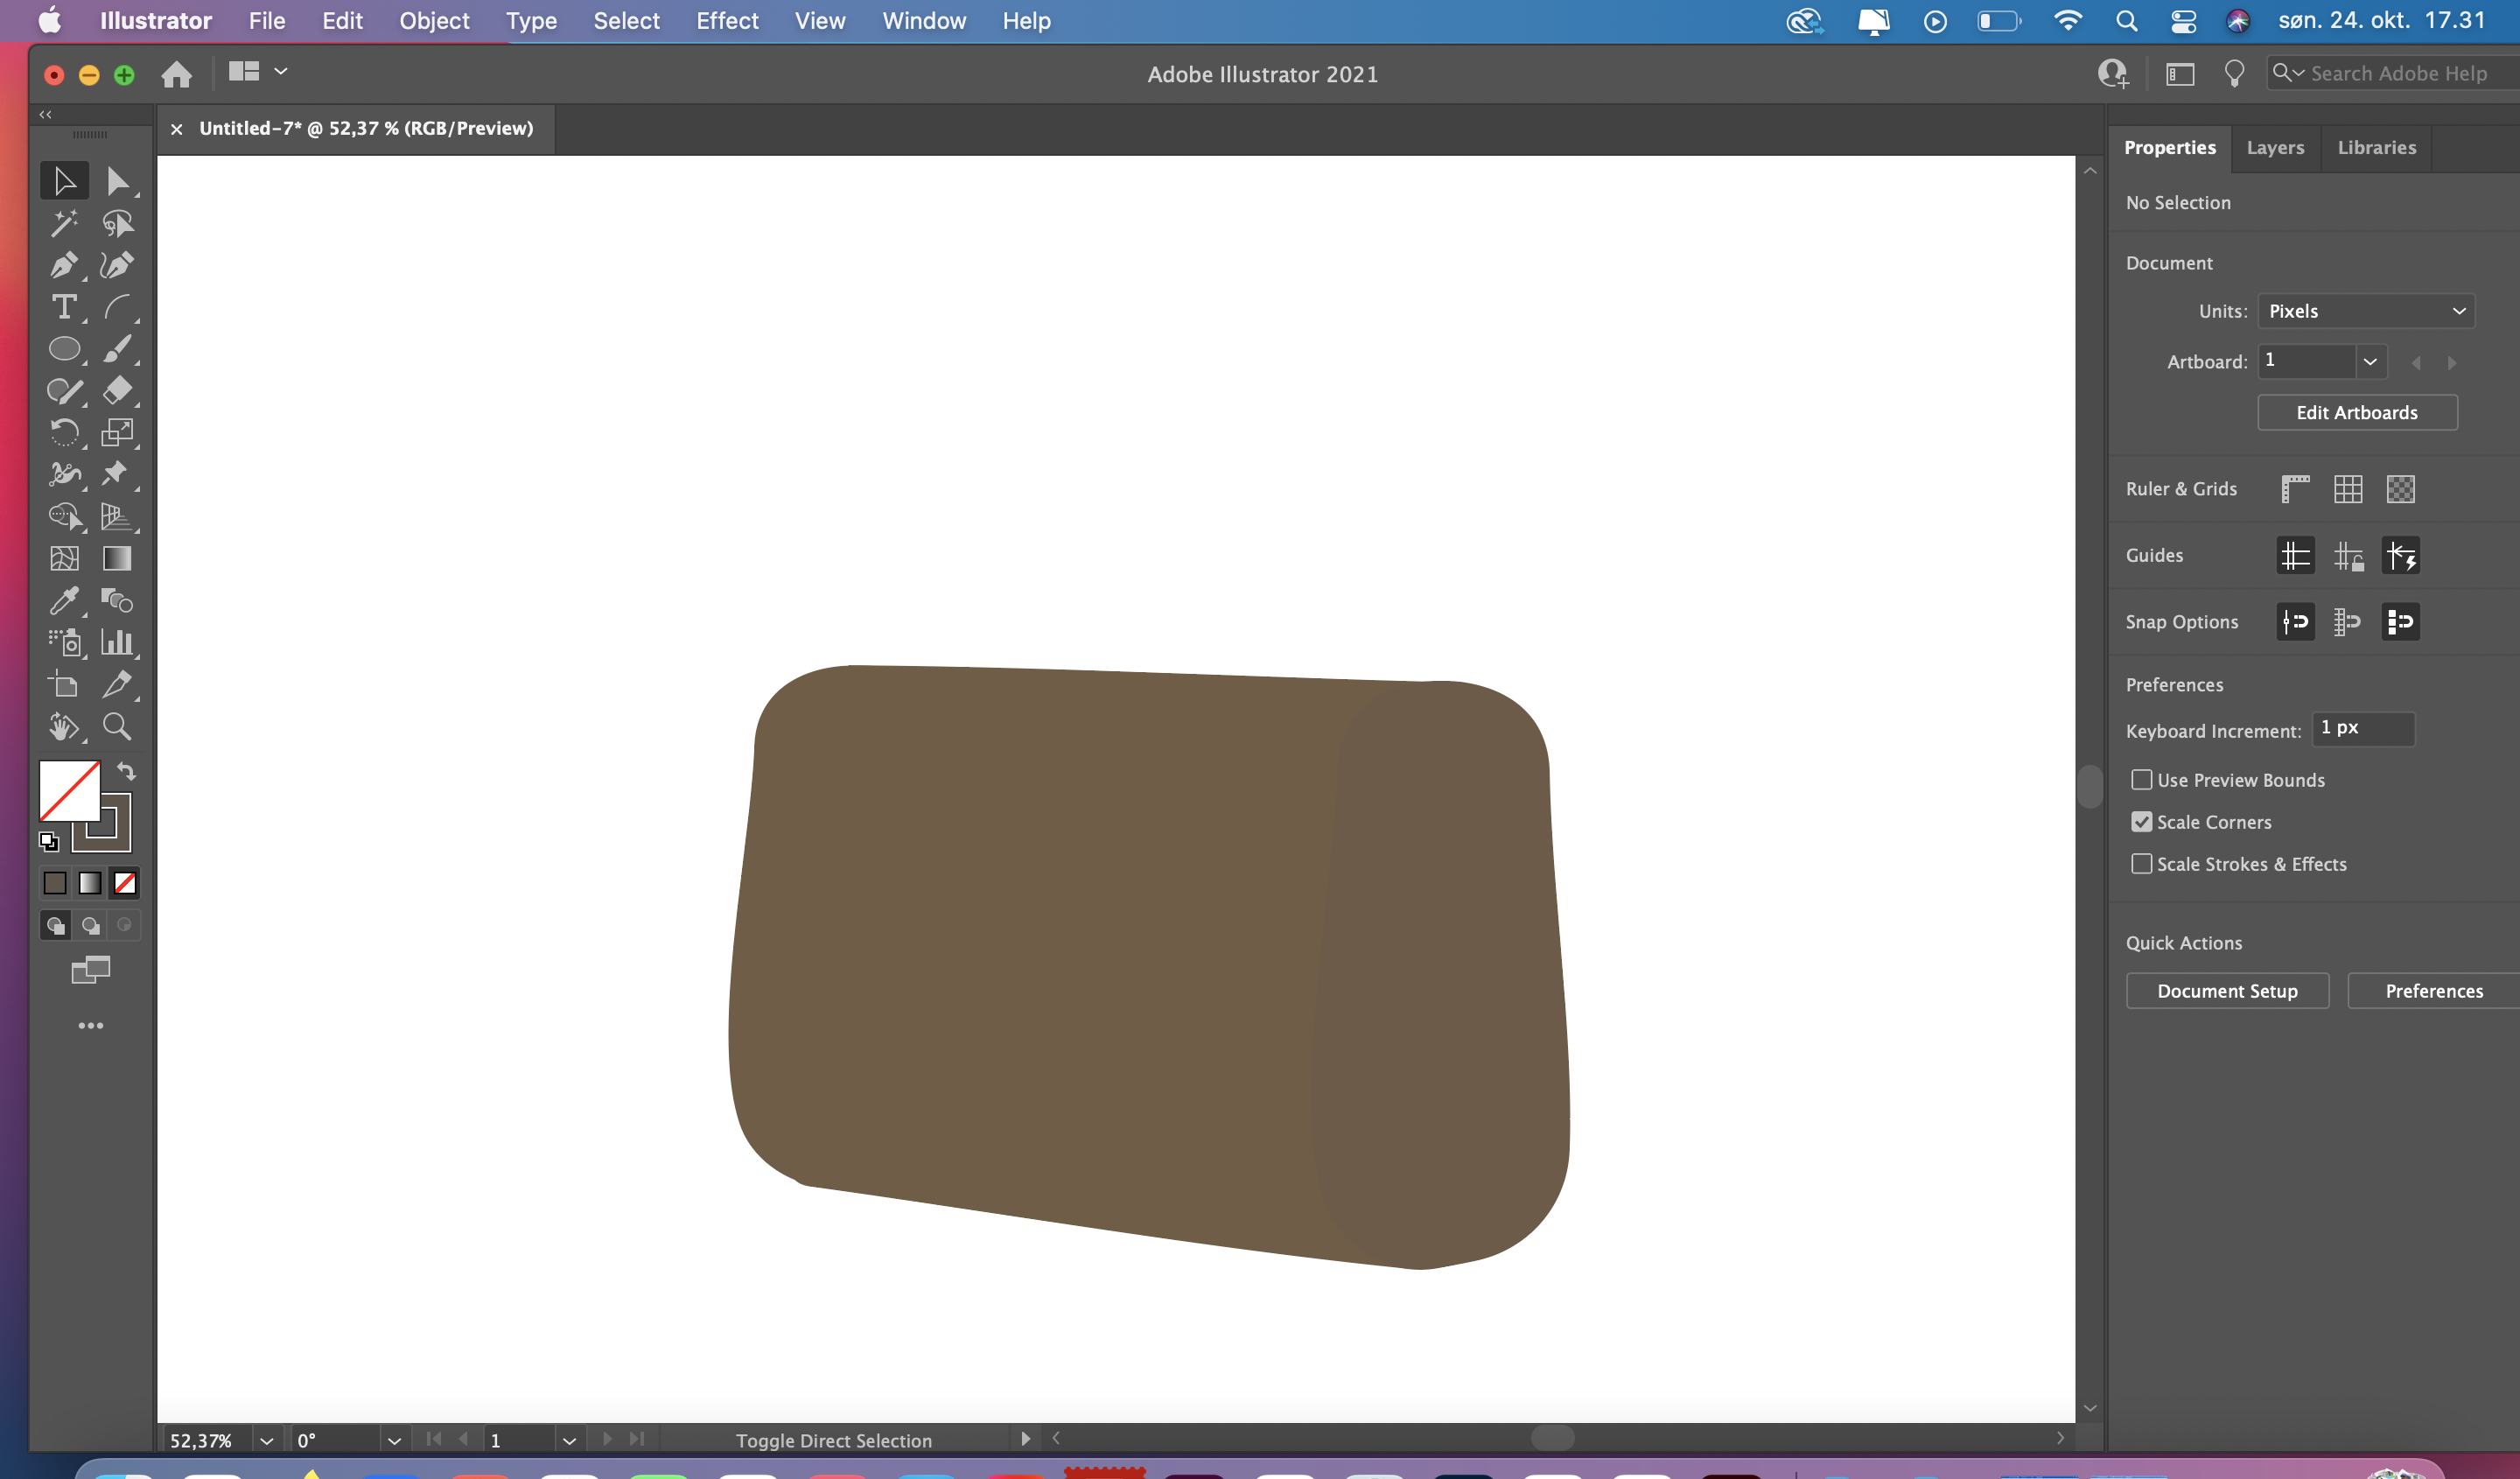 Illustrator File Edit Object Type Select Effect View Window Help søn. 24. okt. 17.31
Adobe Illustrator 2021 Search Adobe Help
Untitled-7* @ 52,37 % (RGB/Preview)
Properties Layers Libraries
No Selection
Document
Units: Pixels
Artboard: 1
Edit Artboards
Ruler & Grids
Guides
Snap Options
Preferences
Keyboard Increment: 1 px
Use Preview Bounds
Scale Corners
Scale Strokes & Effects
Quick Actions
Document Setup Preferences
52,37% 0° 1 Toggle Direct Selection